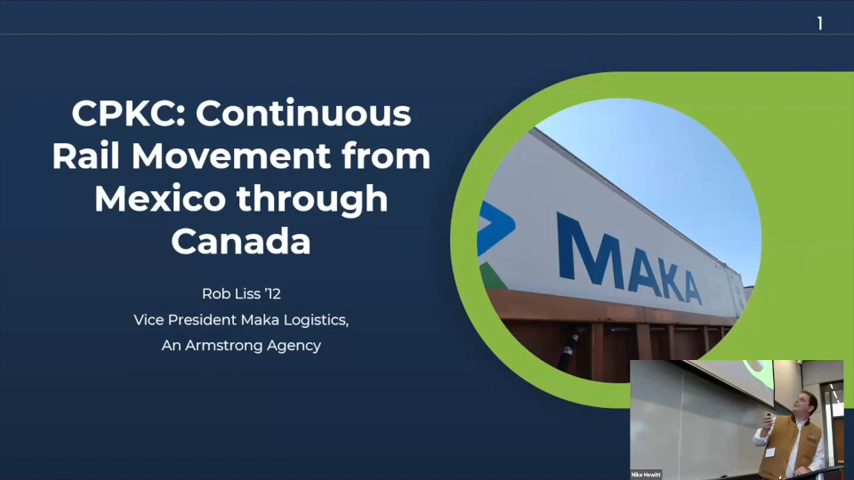 1
CPKC: Continuous
Rail Movement from
Mexico through
Canada
Rob Liss '12
Vice President Maka Logistics,
An Armstrong Agency
MAKA
Mike Hewitt